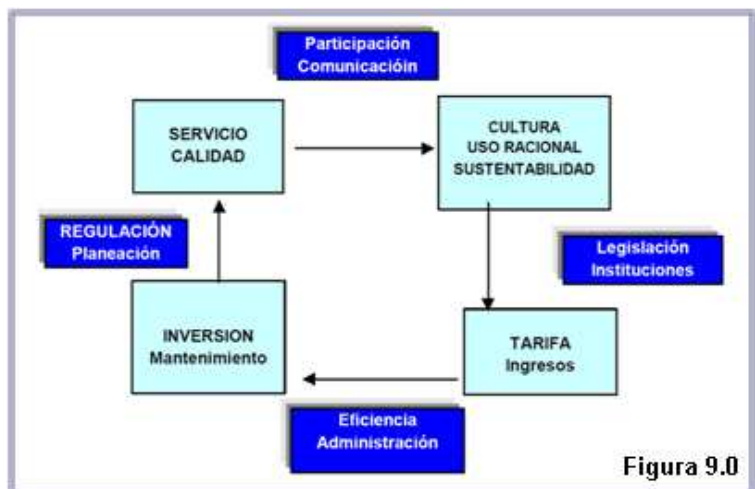 Participación
Comunicacióin
SERVICIO
CALIDAD
CULTURA
USO RACIONAL
SUSTENTABILIDAD
REGULACIÓN
Planeación
Legislación
Instituciones
INVERSION
Mantenimiento
TARIFA
Ingresos
Eficiencia
Administración
Figura 9.0